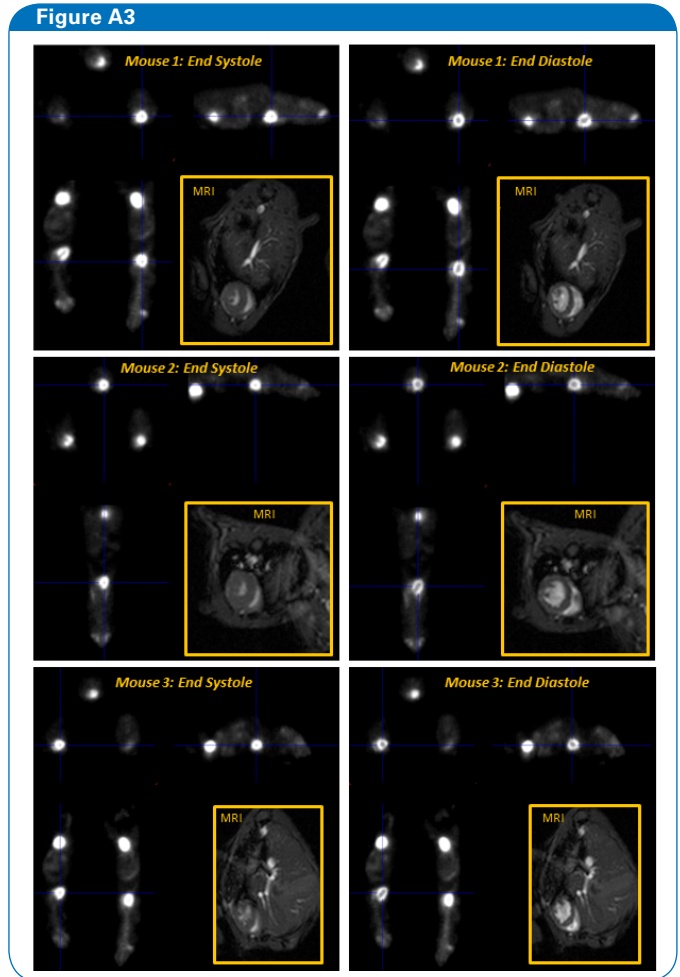 Figure A3
Mouse 1: End Systole
Mouse 1: End Diastole
MRI
MRI
Mouse 2: End Systole
Mouse 2: End Diastole
MRI
MRI
Mouse 3: End Systole
Mouse 3: End Diastole
MRI
MRI